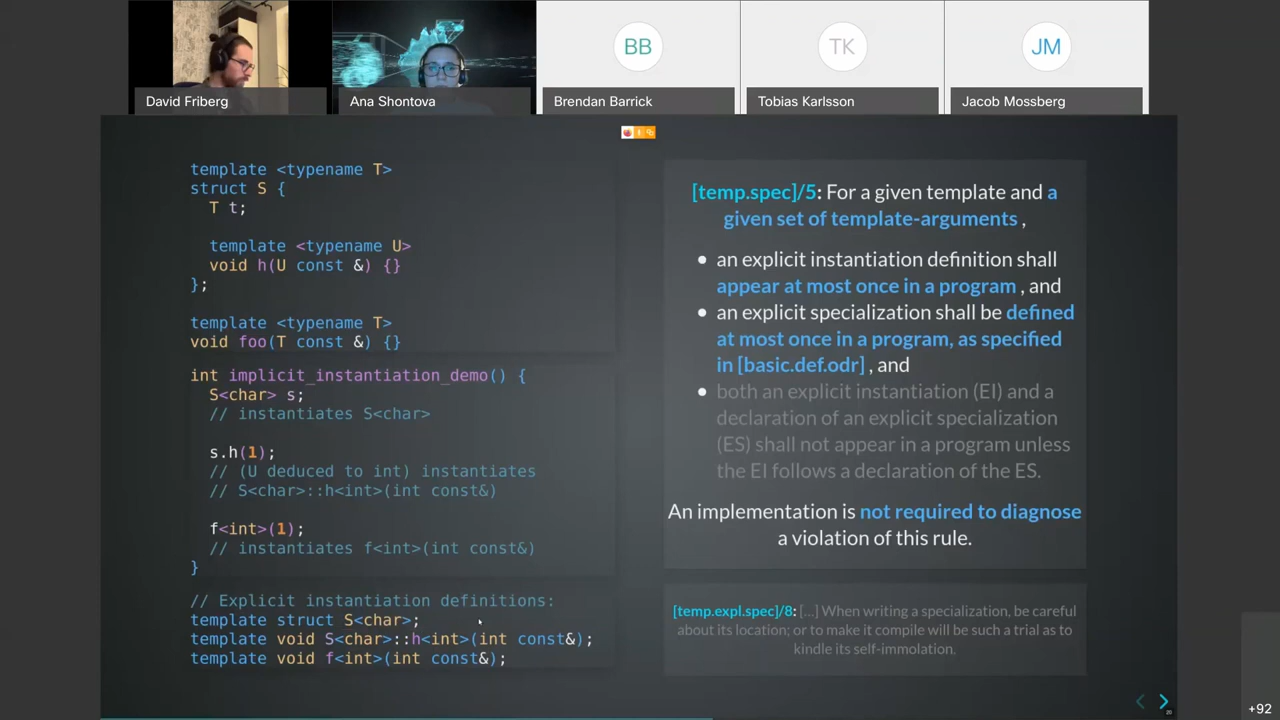 BB
TK
JM
David Friberg
Ana Shontova
Brendan Barrick
Tobias Karlsson
Jacob Mossberg
template <typename T>
struct S {
T t;
template <typename U>
void h(U const &) {}
};
template <typename T>
void foo(T const &) {}
int implicit_instantiation_demo() {
S<char> s;
// instantiates S<char>
s.h(1);
// (U deduced to int) instantiates
// S<char>::h<int>(int const&)
f<int>(1);
// instantiates f<int>(int const&)
}
// Explicit instantiation definitions:
template struct S<char>;
template void S<char>::h<int>(int const&);
template void f<int>(int const&);
[temp.spec]/5: For a given template and a
given set of template-arguments ,
• an explicit instantiation definition shall
appear at most once in a program , and
• an explicit specialization shall be defined
at most once in a program, as specified
in [basic.def.odr] , and
• both an explicit instantiation (EI) and a
declaration of an explicit specialization
(ES) shall not appear in a program unless
the EI follows a declaration of the ES.
An implementation is not required to diagnose
a violation of this rule.
[temp.expl.spec]/8: [...] When writing a specialization, be careful
about its location; or to make it compile will be such a trial as to
kindle its self-immolation.
+92